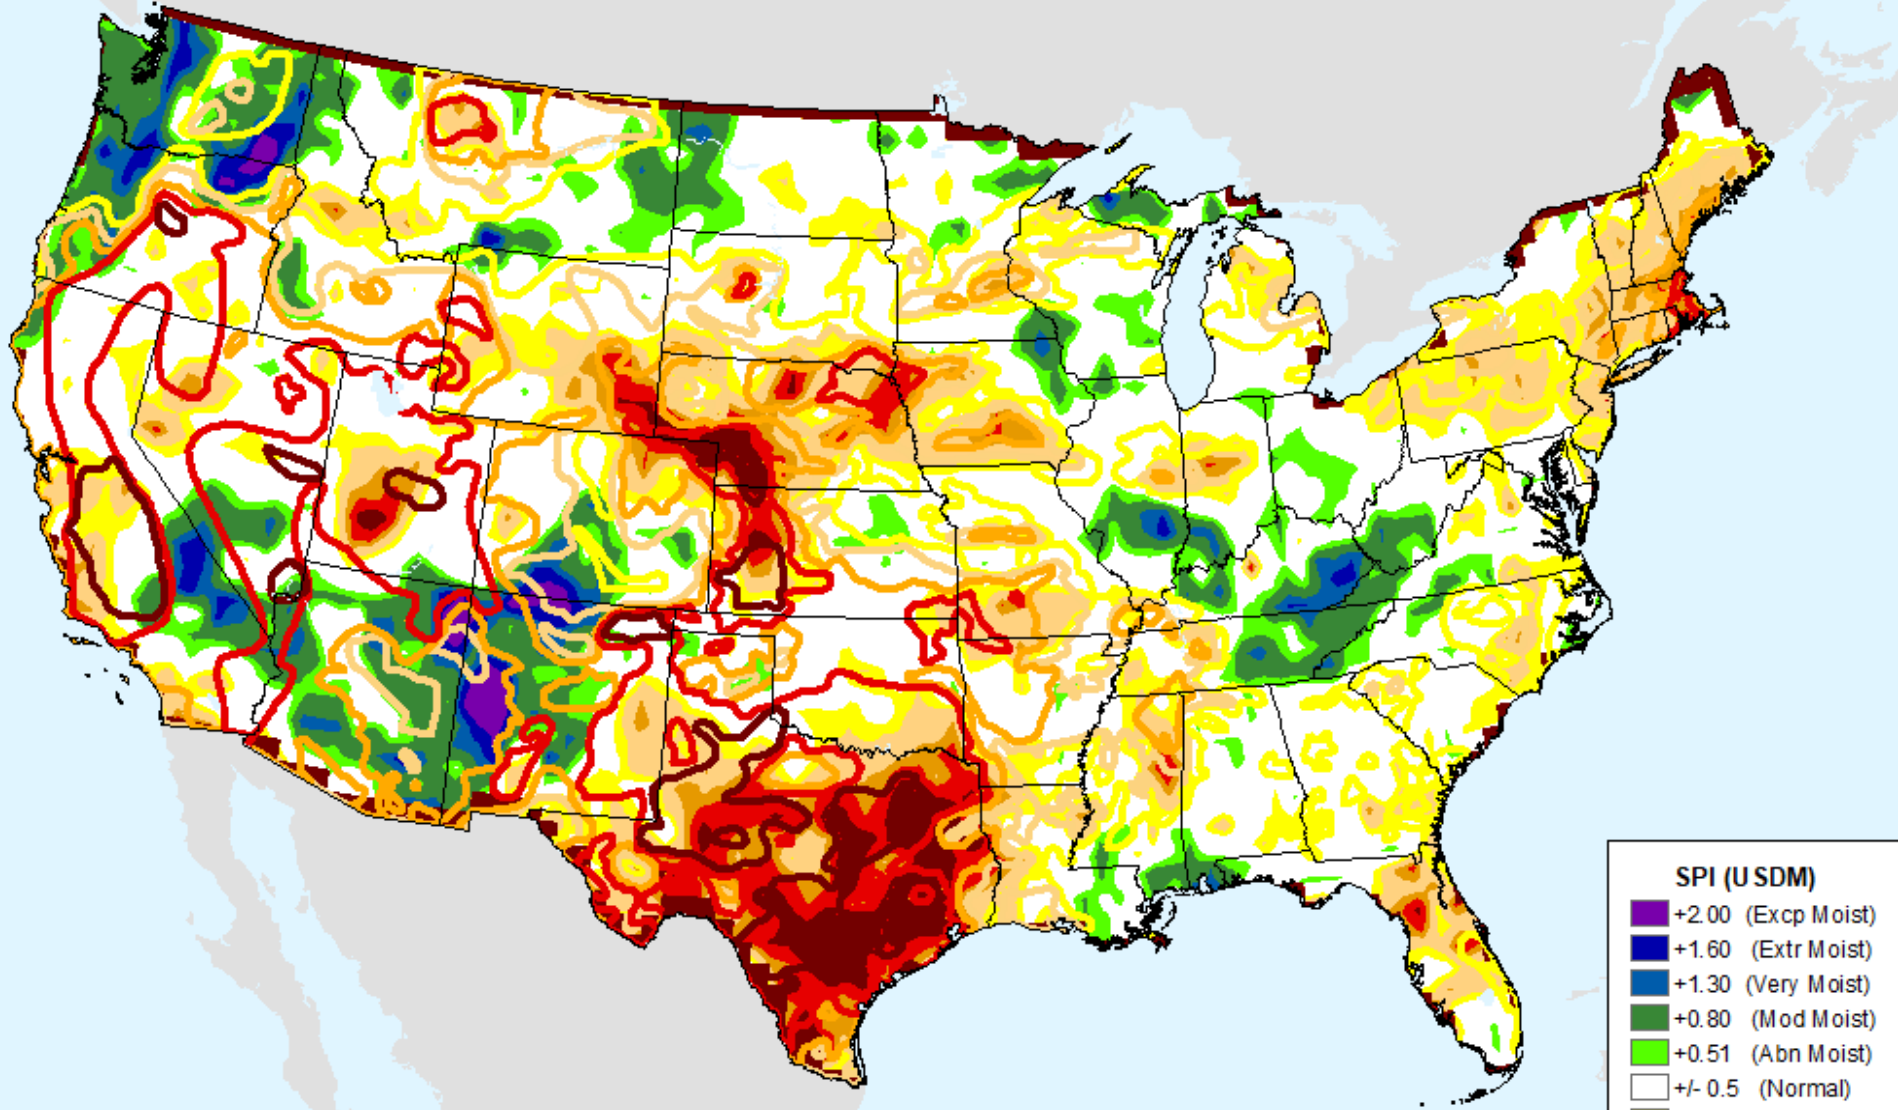 SPI (USDM)
+2.00 (Excp Moist)
+1.60 (Extr Moist)
+1.30 (Very Moist)
+0.80 (Mod Moist)
+0.51 (Abn Moist)
+/- 0.5 (Normal)